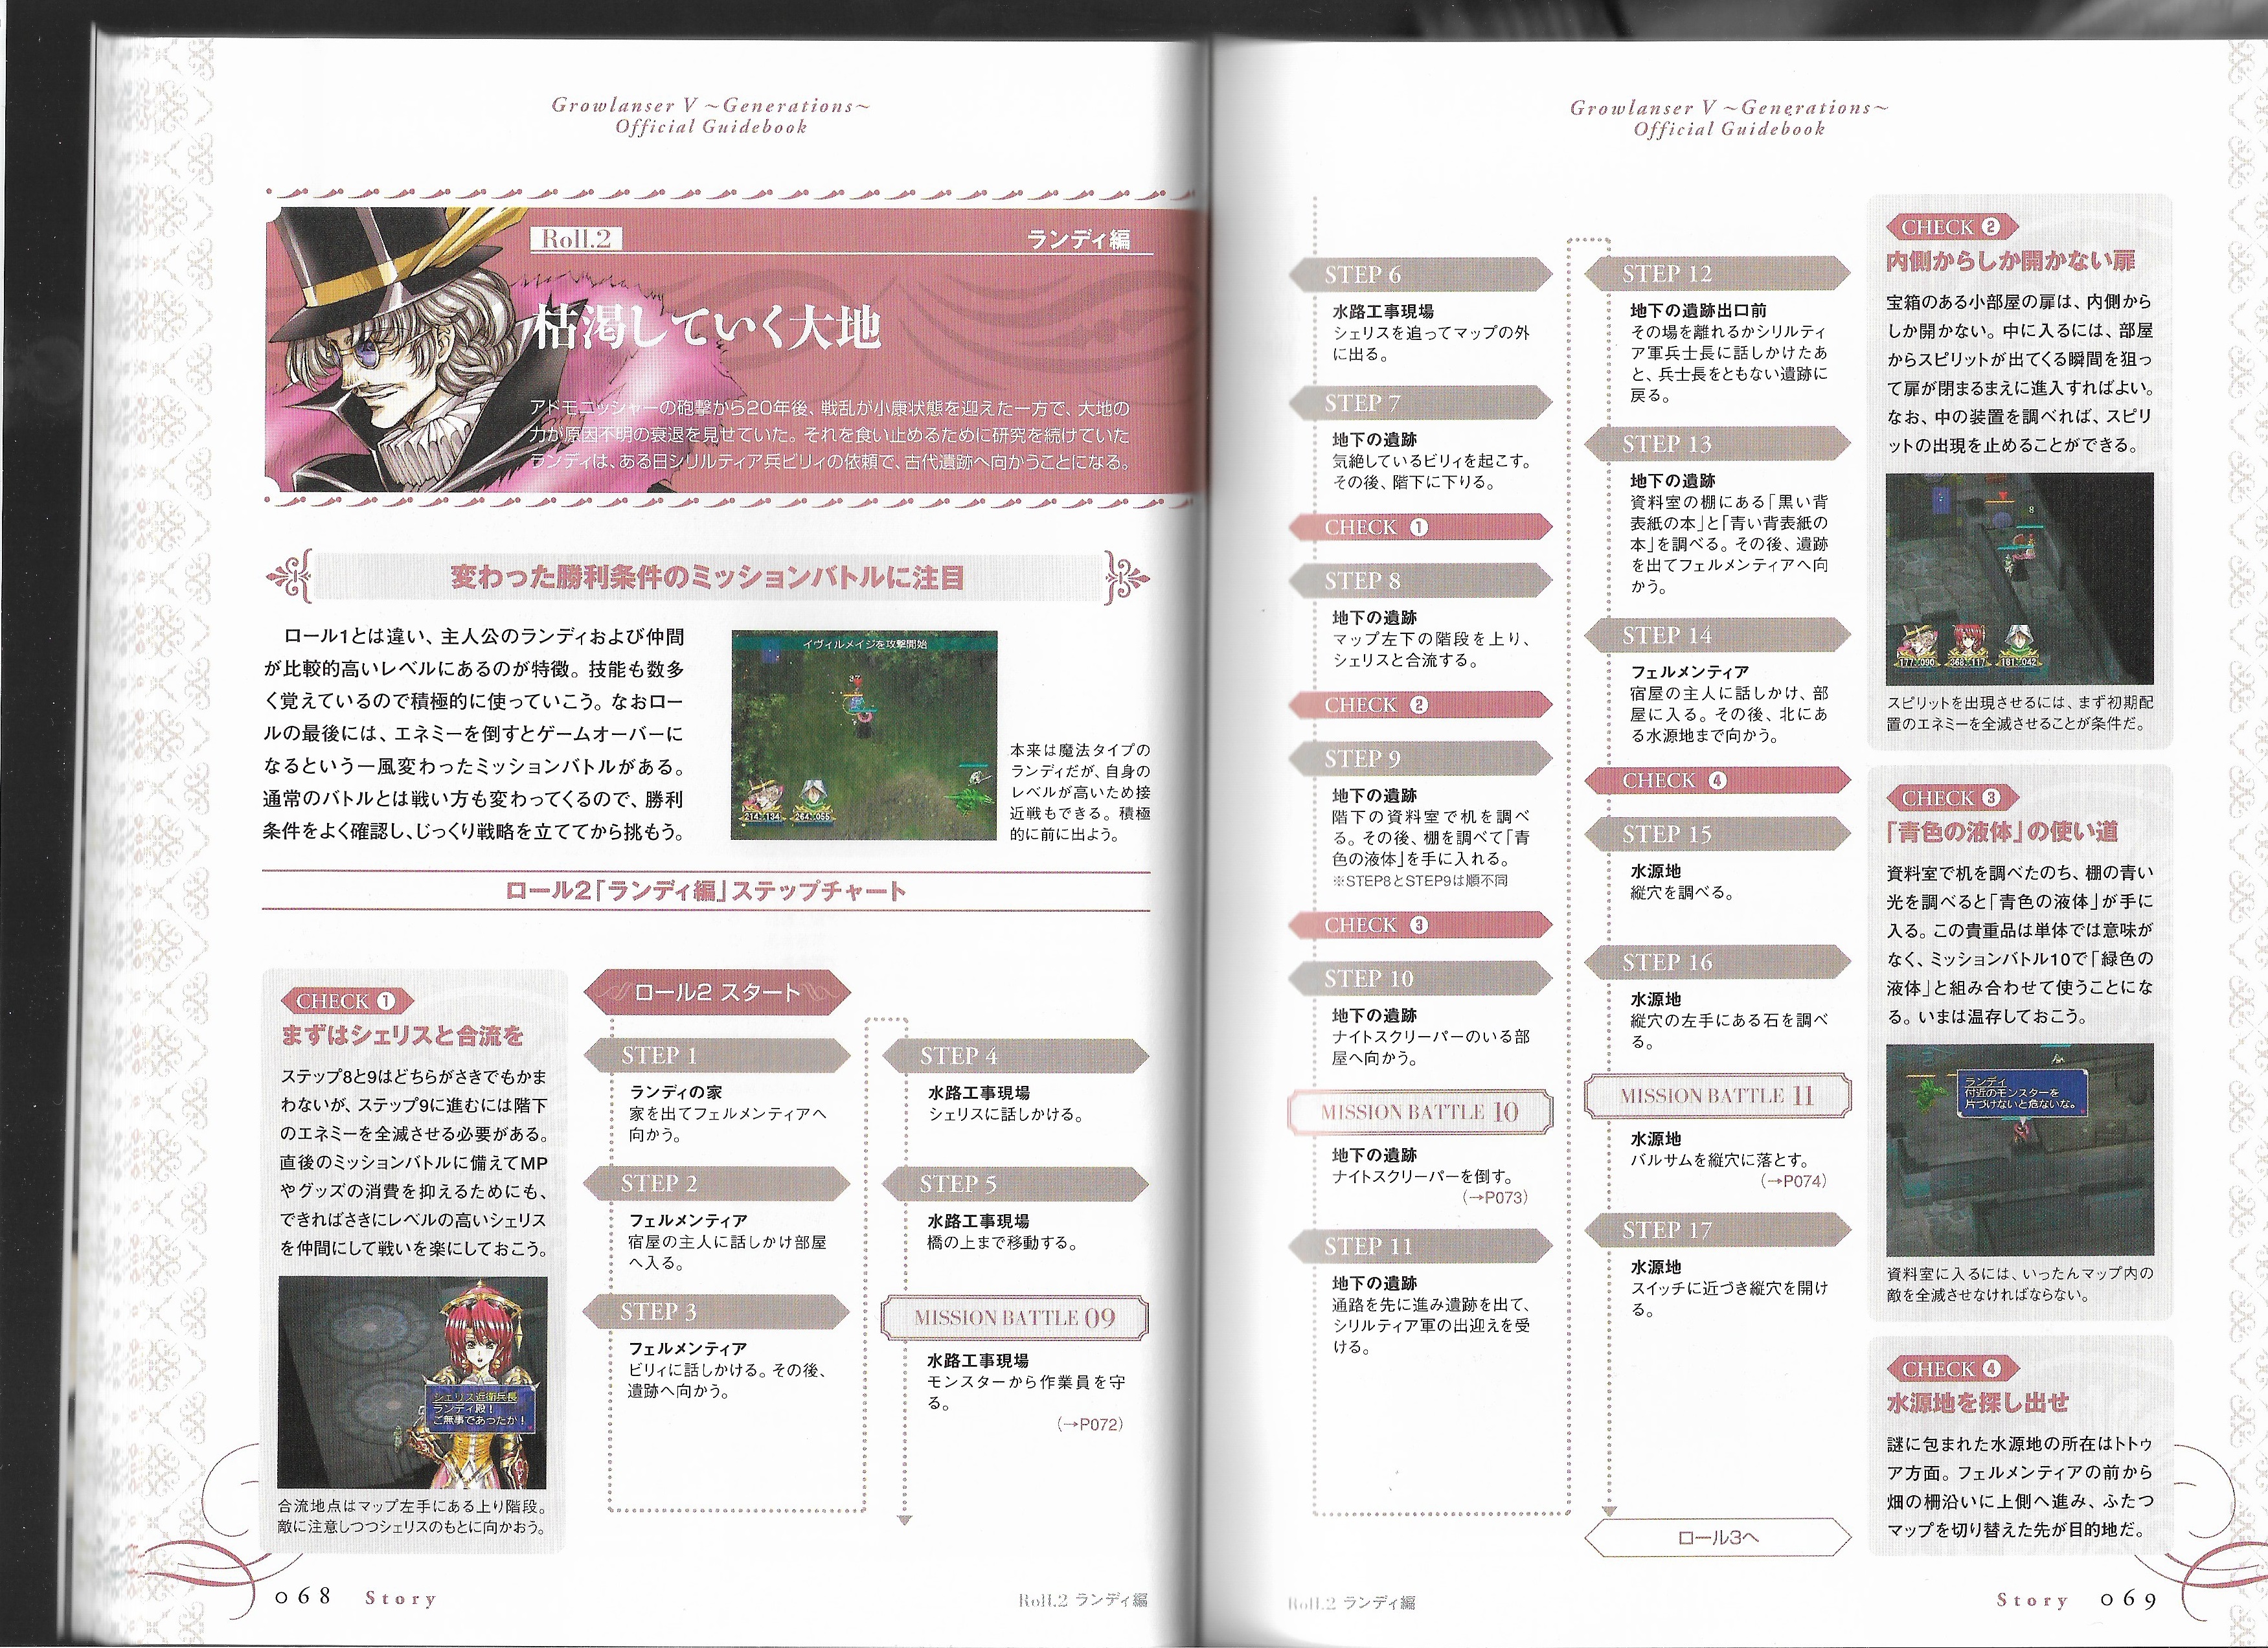 Growlanser V ～Generations～
Official Guidebook
Roll.2
ランディ編
枯渇していく大地
アドモニッシャーの砲撃から20年後、戦乱が小康状態を迎えた一方で、大地の
力が原因不明の衰退を見せていた。それを食い止めるために研究を続けていた
ランディは、ある日シリルティア兵ビリィの依頼で、古代遺跡へ向かうことになる。
変わった勝利条件のミッションバトルに注目
ロール1とは違い、主人公のランディおよび仲間
が比較的高いレベルにあるのが特徴。技能も数多
く覚えているので積極的に使っていこう。なおロー
ルの最後には、エネミーを倒すとゲームオーバーに
なるという一風変わったミッションバトルがある。
通常のバトルとは戦い方も変わってくるので、勝利
条件をよく確認し、じっくり戦略を立ててから挑もう。
イヴィルメイジを攻撃開始
37
214 134
264 055
本来は魔法タイプの
ランディだが、自身の
レベルが高いため接
近戦もできる。積極
的に前に出よう。
ロール2「ランディ編」ステップチャート
CHECK ❶
まずはシェリスと合流を
ステップ8と9はどちらがさきでもかま
わないが、ステップ9に進むには階下
のエネミーを全滅させる必要がある。
直後のミッションバトルに備えてMP
やグッズの消費を抑えるためにも、
できればさきにレベルの高いシェリス
を仲間にして戦いを楽にしておこう。
シェリス近衛兵長
ランディ殿！
ご無事であったか！
合流地点はマップ左手にある上り階段。
敵に注意しつつシェリスのもとに向かおう。
ロール2 スタート
STEP 1
ランディの家
家を出てフェルメンティアへ
向かう。
STEP 2
フェルメンティア
宿屋の主人に話しかけ部屋
へ入る。
STEP 3
フェルメンティア
ビリィに話しかける。その後、
遺跡へ向かう。
STEP 4
水路工事現場
シェリスに話しかける。
STEP 5
水路工事現場
橋の上まで移動する。
MISSION BATTLE 09
水路工事現場
モンスターから作業員を守
る。
（→P072）
068 Story
Roll.2 ランディ編
Growlanser V ～Generations～
Official Guidebook
STEP 6
水路工事現場
シェリスを追ってマップの外
に出る。
STEP 7
地下の遺跡
気絶しているビリィを起こす。
その後、階下に下りる。
CHECK ❶
STEP 8
地下の遺跡
マップ左下の階段を上り、
シェリスと合流する。
CHECK ❷
STEP 9
地下の遺跡
階下の資料室で机を調べ
る。その後、棚を調べて「青
色の液体」を手に入れる。
※STEP8とSTEP9は順不同
CHECK ❸
STEP 10
地下の遺跡
ナイトスクリーパーのいる部
屋へ向かう。
MISSION BATTLE 10
地下の遺跡
ナイトスクリーパーを倒す。
（→P073）
STEP 11
地下の遺跡
通路を先に進み遺跡を出て、
シリルティア軍の出迎えを受
ける。
STEP 12
地下の遺跡出口前
その場を離れるかシリルティ
ア軍兵士長に話しかけたあ
と、兵士長をともない遺跡に
戻る。
STEP 13
地下の遺跡
資料室の棚にある「黒い背
表紙の本」と「青い背表紙の
本」を調べる。その後、遺跡
を出てフェルメンティアへ向
かう。
STEP 14
フェルメンティア
宿屋の主人に話しかけ、部
屋に入る。その後、北にあ
る水源地まで向かう。
CHECK ❹
STEP 15
水源地
縦穴を調べる。
STEP 16
水源地
縦穴の左手にある石を調べ
る。
MISSION BATTLE 11
水源地
バルサムを縦穴に落とす。
（→P074）
STEP 17
水源地
スイッチに近づき縦穴を開け
る。
ロール3へ
CHECK ❷
内側からしか開かない扉
宝箱のある小部屋の扉は、内側から
しか開かない。中に入るには、部屋
からスピリットが出てくる瞬間を狙っ
て扉が閉まるまえに進入すればよい。
なお、中の装置を調べれば、スピリ
ットの出現を止めることができる。
8
177 090
368 117
181 042
スピリットを出現させるには、まず初期配
置のエネミーを全滅させることが条件だ。
CHECK ❸
「青色の液体」の使い道
資料室で机を調べたのち、棚の青い
光を調べると「青色の液体」が手に
入る。この貴重品は単体では意味が
なく、ミッションバトル10で「緑色の
液体」と組み合わせて使うことにな
る。いまは温存しておこう。
ランディ
付近のモンスターを
片づけないと危ないな。
資料室に入るには、いったんマップ内の
敵を全滅させなければならない。
CHECK ❹
水源地を探し出せ
謎に包まれた水源地の所在はトトゥ
ア方面。フェルメンティアの前から
畑の柵沿いに上側へ進み、ふたつ
マップを切り替えた先が目的地だ。
Roll.2 ランディ編
Story 069